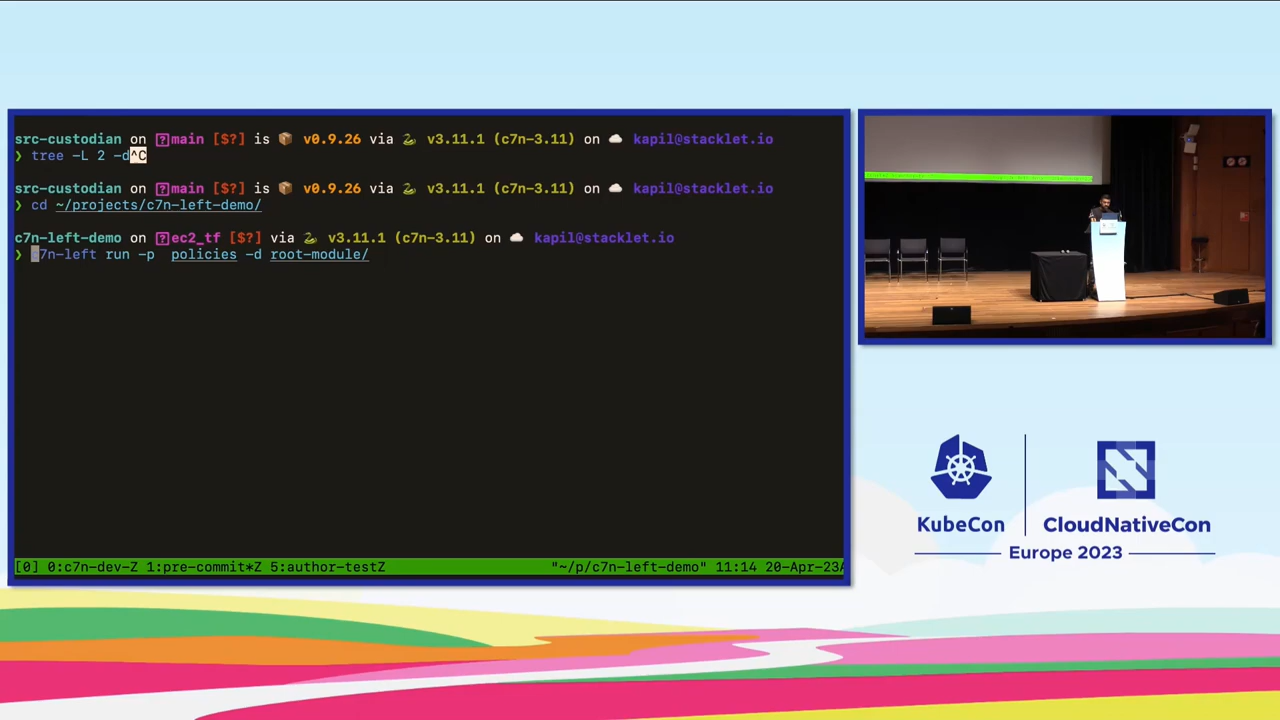 src-custodian on main [$?] is 📦 v0.9.26 via 🐍 v3.11.1 (c7n-3.11) on ☁️ kapil@stacklet.io
❯ tree -L 2 -d^C
src-custodian on main [$?] is 📦 v0.9.26 via 🐍 v3.11.1 (c7n-3.11) on ☁️ kapil@stacklet.io
❯ cd ~/projects/c7n-left-demo/
c7n-left-demo on ec2_tf [$?] via 🐍 v3.11.1 (c7n-3.11) on ☁️ kapil@stacklet.io
❯ c7n-left run -p  policies -d root-module/
[0] 0:c7n-dev-Z 1:pre-commit*Z 5:author-testZ "~/p/c7n-left-demo" 11:14 20-Apr-23
KubeCon
CloudNativeCon
Europe 2023